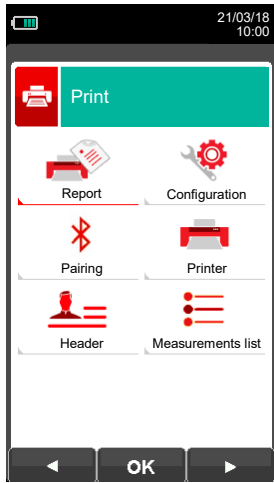 21/03/18
10:00
Print
Report
Configuration
Pairing
Printer
Header
Measurements list
OK